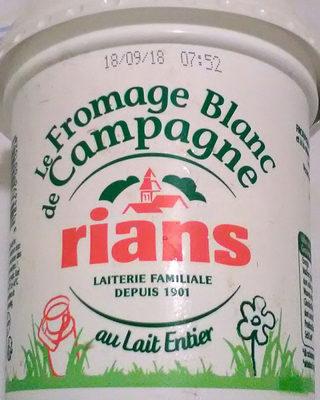 18/09/18 07:52
Le Fromage Blanc
de Campagne
rians
LAITERIE FAMILIALE
DEPUIS 1901
au Lait Entier